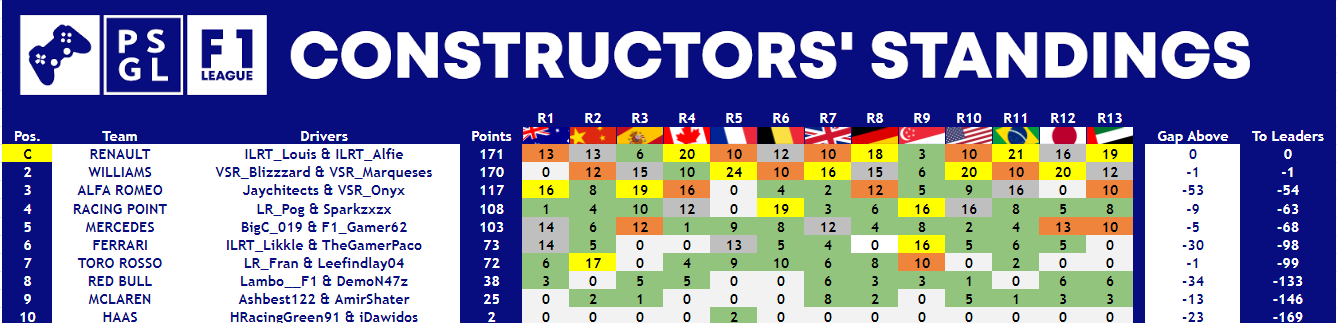 PS
GL
F1
LEAGUE
CONSTRUCTORS' STANDINGS
R1 R2 R3 R4 R5 R6 R7 R8 R9 R10 R11 R12 R13
Pos. Team Drivers Points Gap Above To Leaders
C RENAULT ILRT_Louis & ILRT_Alfie 171 13 13 6 20 10 12 10 18 3 10 21 16 19 0 0
2 WILLIAMS VSR_Blizzzard & VSR_Marqueses 170 0 12 15 10 24 10 16 15 6 20 10 20 12 -1 -1
3 ALFA ROMEO Jaychitects & VSR_Onyx 117 16 8 19 16 0 4 2 12 5 9 16 0 10 -53 -54
4 RACING POINT LR_Pog & Sparkzxzx 108 1 4 10 12 0 19 3 6 16 16 8 5 8 -9 -63
5 MERCEDES BigC_019 & F1_Gamer62 103 14 6 12 1 9 8 12 4 8 2 4 13 10 -5 -68
6 FERRARI ILRT_Likkle & TheGamerPaco 73 14 5 0 0 13 5 4 0 16 5 6 5 0 -30 -98
7 TORO ROSSO LR_Fran & Leefindlay04 72 6 17 0 4 9 10 6 8 10 0 2 0 0 -1 -99
8 RED BULL Lambo__F1 & DemoN47z 38 3 0 5 5 0 0 6 3 3 1 0 6 6 -34 -133
9 MCLAREN Ashbest122 & AmirShater 25 0 2 1 0 0 0 8 2 0 5 1 3 3 -13 -146
10 HAAS HRacingGreen91 & iDawidos 2 0 0 0 0 2 0 0 0 0 0 0 0 0 -23 -169